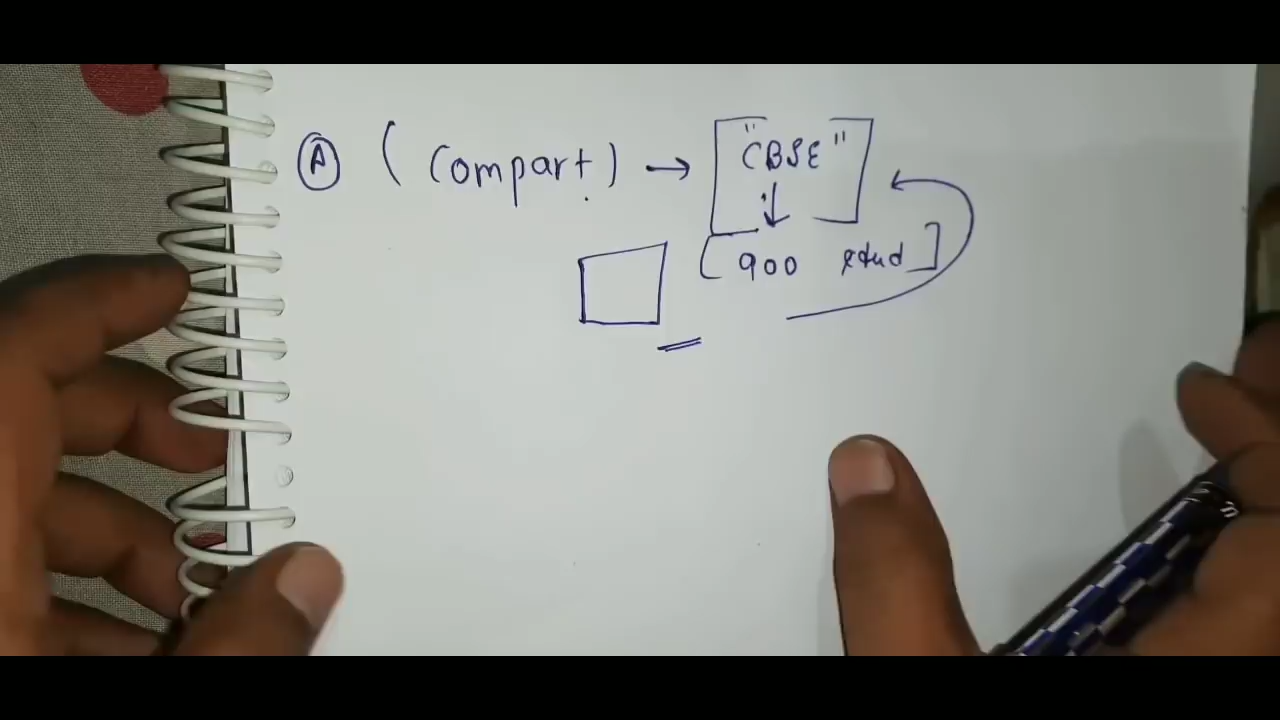 A (Compart.) → ["CBSE"]
↓
[900 stud]